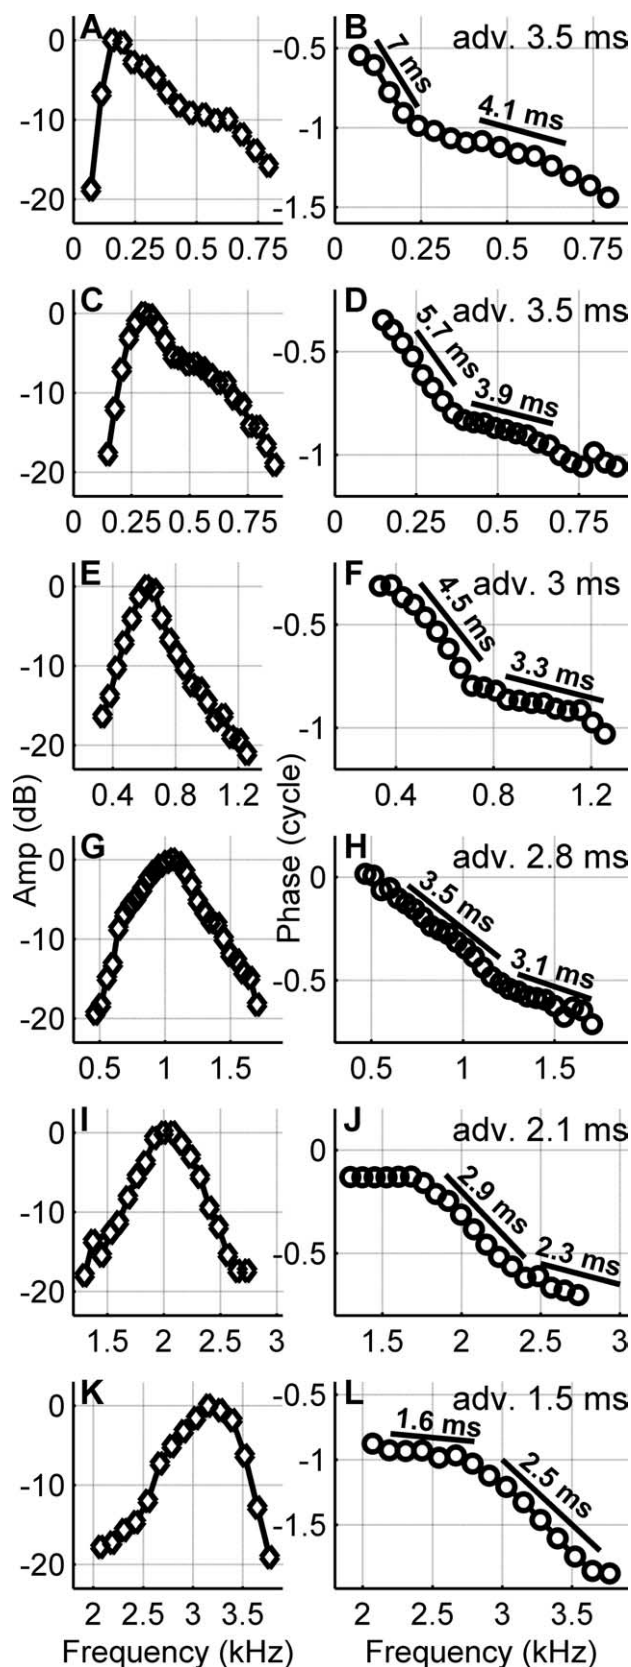 A
0
-10
-20
0 0.25 0.5 0.75
B adv. 3.5 ms
7 ms
4.1 ms
-0.5
-1
-1.5
0 0.25 0.5 0.75
C
0
-10
-20
0 0.25 0.5 0.75
D adv. 3.5 ms
5.7 ms
3.9 ms
-0.5
-1
0 0.25 0.5 0.75
E
0
-10
-20
0.4 0.8 1.2
F adv. 3 ms
4.5 ms
3.3 ms
-0.5
-1
0.4 0.8 1.2
Amp (dB)
Phase (cycle)
G
0
-10
-20
0.5 1 1.5
H adv. 2.8 ms
3.5 ms
3.1 ms
0
-0.5
0.5 1 1.5
I
0
-10
-20
1.5 2 2.5 3
J adv. 2.1 ms
2.9 ms
2.3 ms
0
-0.5
1.5 2 2.5 3
K
0
-10
-20
2 2.5 3 3.5
Frequency (kHz)
L adv. 1.5 ms
1.6 ms
2.5 ms
-0.5
-1
-1.5
2 2.5 3 3.5
Frequency (kHz)